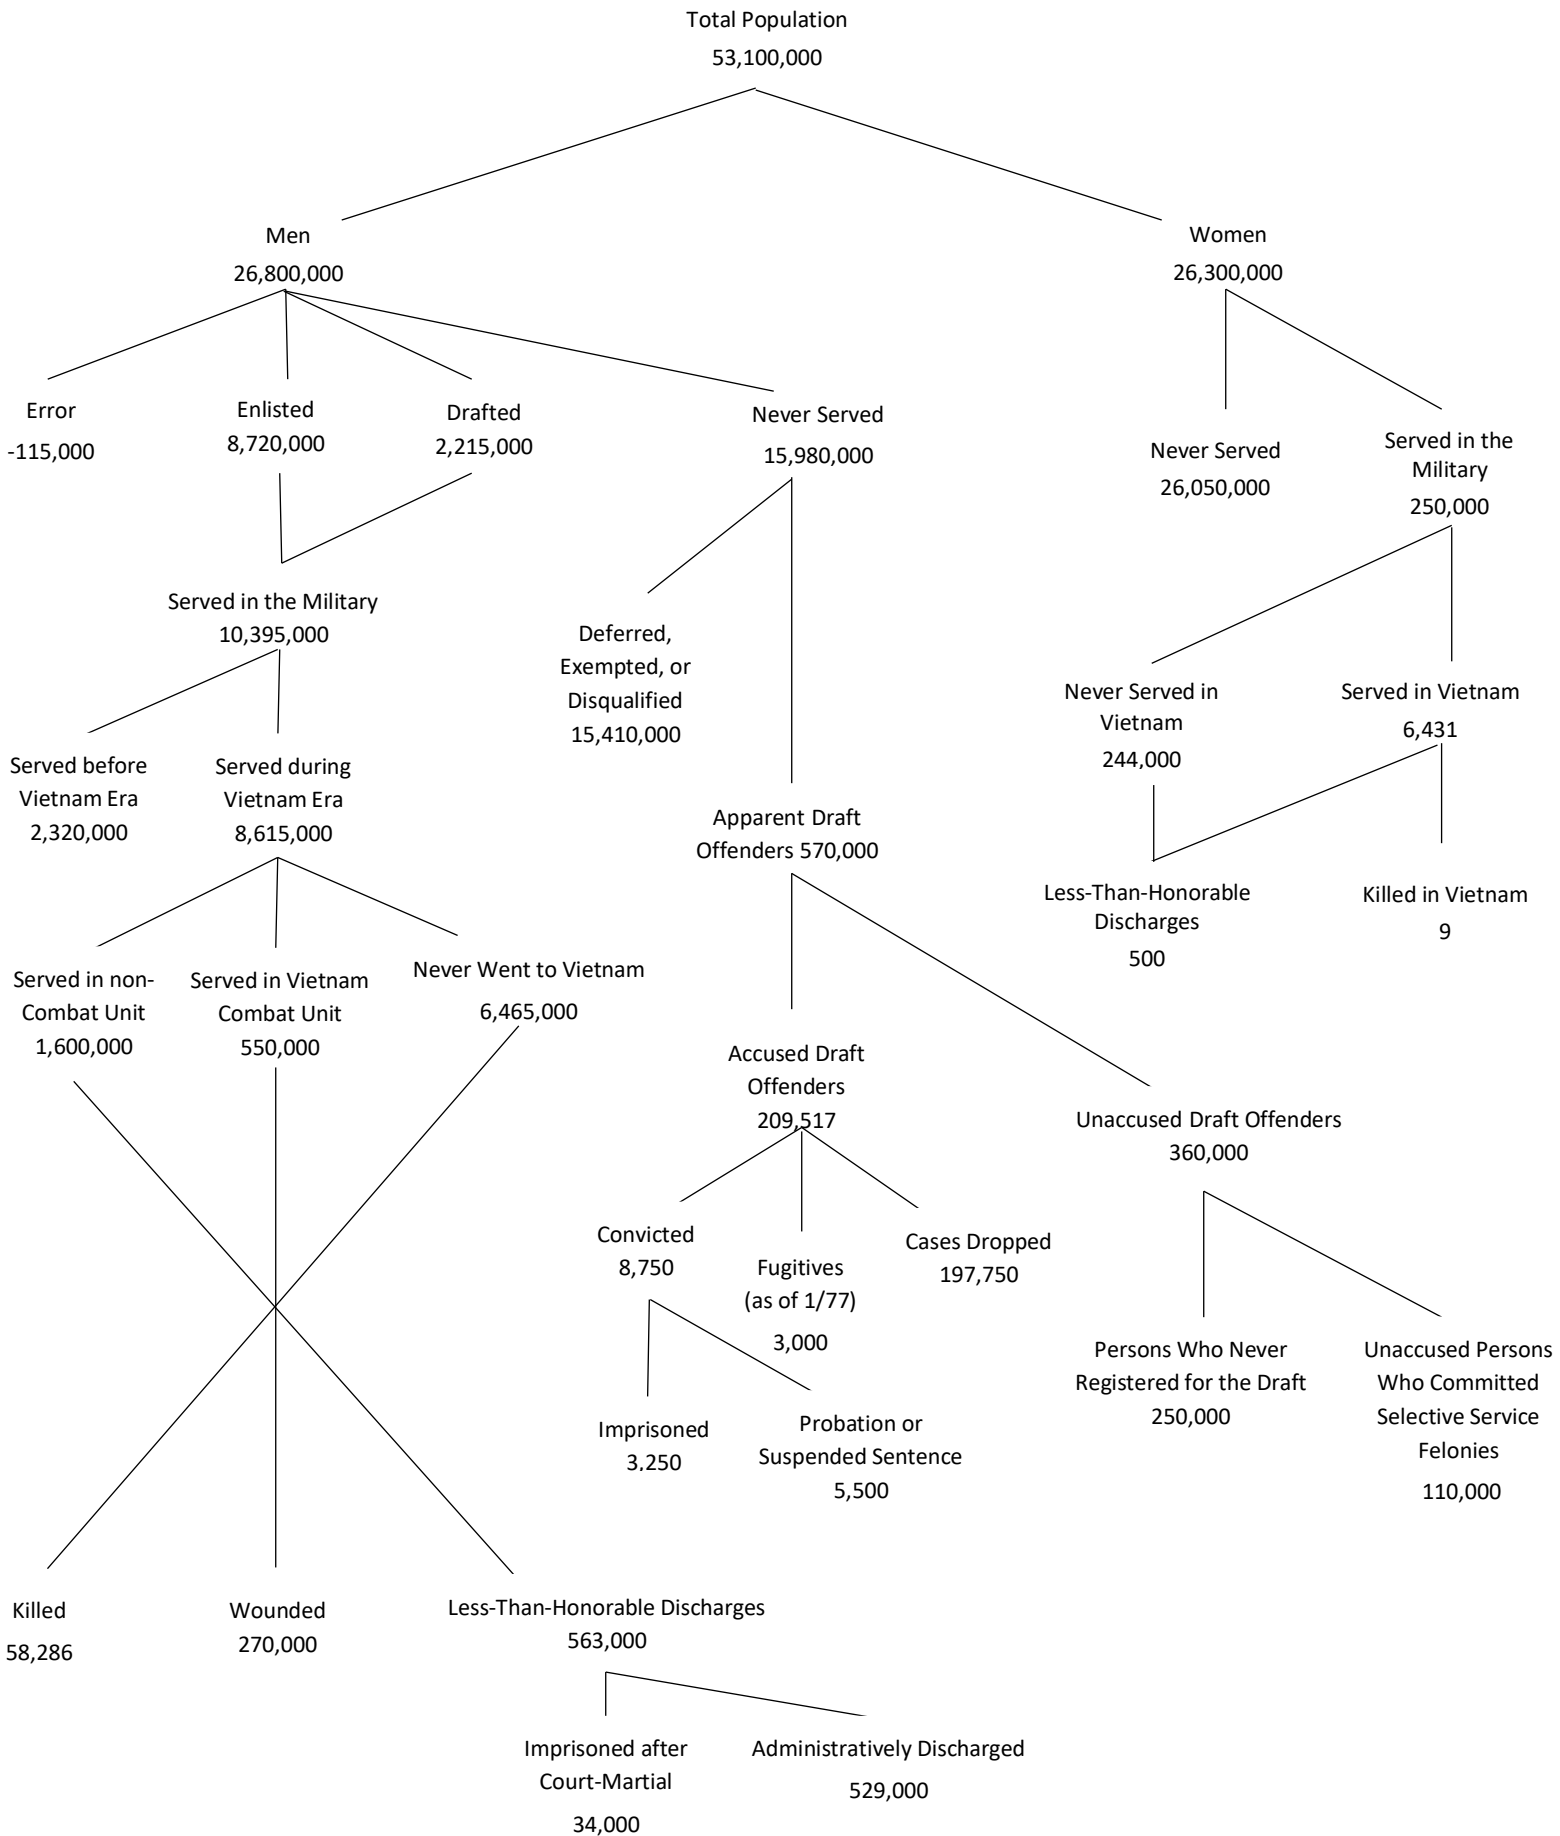 Total Population
53,100,000
Men
26,800,000
Women
26,300,000
Error
-115,000
Enlisted
8,720,000
Drafted
2,215,000
Never Served
15,980,000
Never Served
26,050,000
Served in the
Military
250,000
Served in the Military
10,395,000
Deferred,
Exempted, or
Disqualified
15,410,000
Never Served in
Vietnam
244,000
Served in Vietnam
6,431
Served before
Vietnam Era
2,320,000
Served during
Vietnam Era
8,615,000
Apparent Draft
Offenders 570,000
Less-Than-Honorable
Discharges
500
Killed in Vietnam
9
Served in non-
Combat Unit
1,600,000
Served in Vietnam
Combat Unit
550,000
Never Went to Vietnam
6,465,000
Accused Draft
Offenders
209,517
Unaccused Draft Offenders
360,000
Convicted
8,750
Fugitives
(as of 1/77)
3,000
Cases Dropped
197,750
Imprisoned
3,250
Probation or
Suspended Sentence
5,500
Persons Who Never
Registered for the Draft
250,000
Unaccused Persons
Who Committed
Selective Service
Felonies
110,000
Killed
58,286
Wounded
270,000
Less-Than-Honorable Discharges
563,000
Imprisoned after
Court-Martial
34,000
Administratively Discharged
529,000